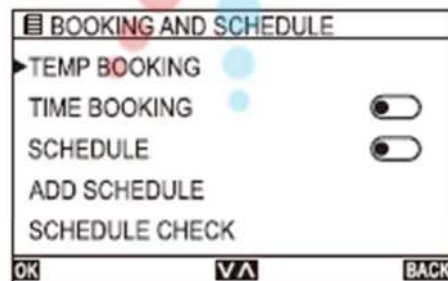 BOOKING AND SCHEDULE
TEMP BOOKING
TIME BOOKING
SCHEDULE
ADD SCHEDULE
SCHEDULE CHECK
OK BACK